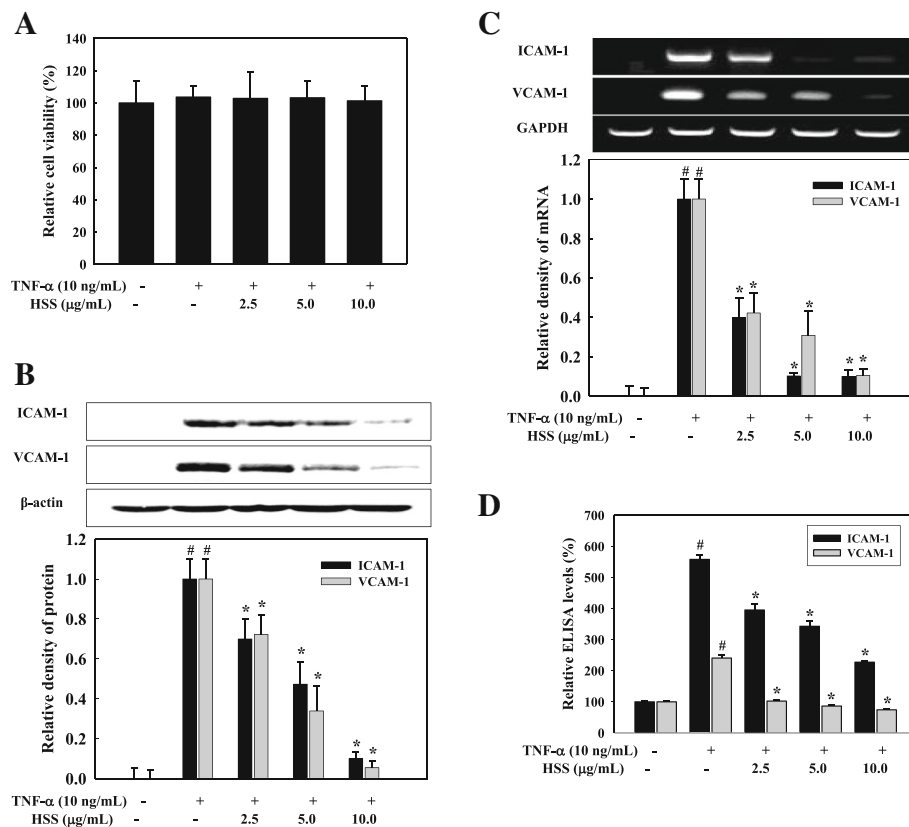 A
Relative cell viability (%)
140
120
100
80
60
40
20
0
TNF-α (10 ng/mL) - + + + +
HSS (μg/mL) - - 2.5 5.0 10.0
B
ICAM-1
VCAM-1
β-actin
Relative density of protein
1.2
1.0
0.8
0.6
0.4
0.2
0.0
# #
* *
* *
* *
ICAM-1
VCAM-1
TNF-α (10 ng/mL) - + + + +
HSS (μg/mL) - - 2.5 5.0 10.0
C
ICAM-1
VCAM-1
GAPDH
Relative density of mRNA
1.2
1.0
0.8
0.6
0.4
0.2
0.0
# #
* *
* *
* *
ICAM-1
VCAM-1
TNF-α (10 ng/mL) - + + + +
HSS (μg/mL) - - 2.5 5.0 10.0
D
Relative ELISA levels (%)
700
600
500
400
300
200
100
0
# #
* *
* *
* *
ICAM-1
VCAM-1
TNF-α (10 ng/mL) - + + + +
HSS (μg/mL) - - 2.5 5.0 10.0